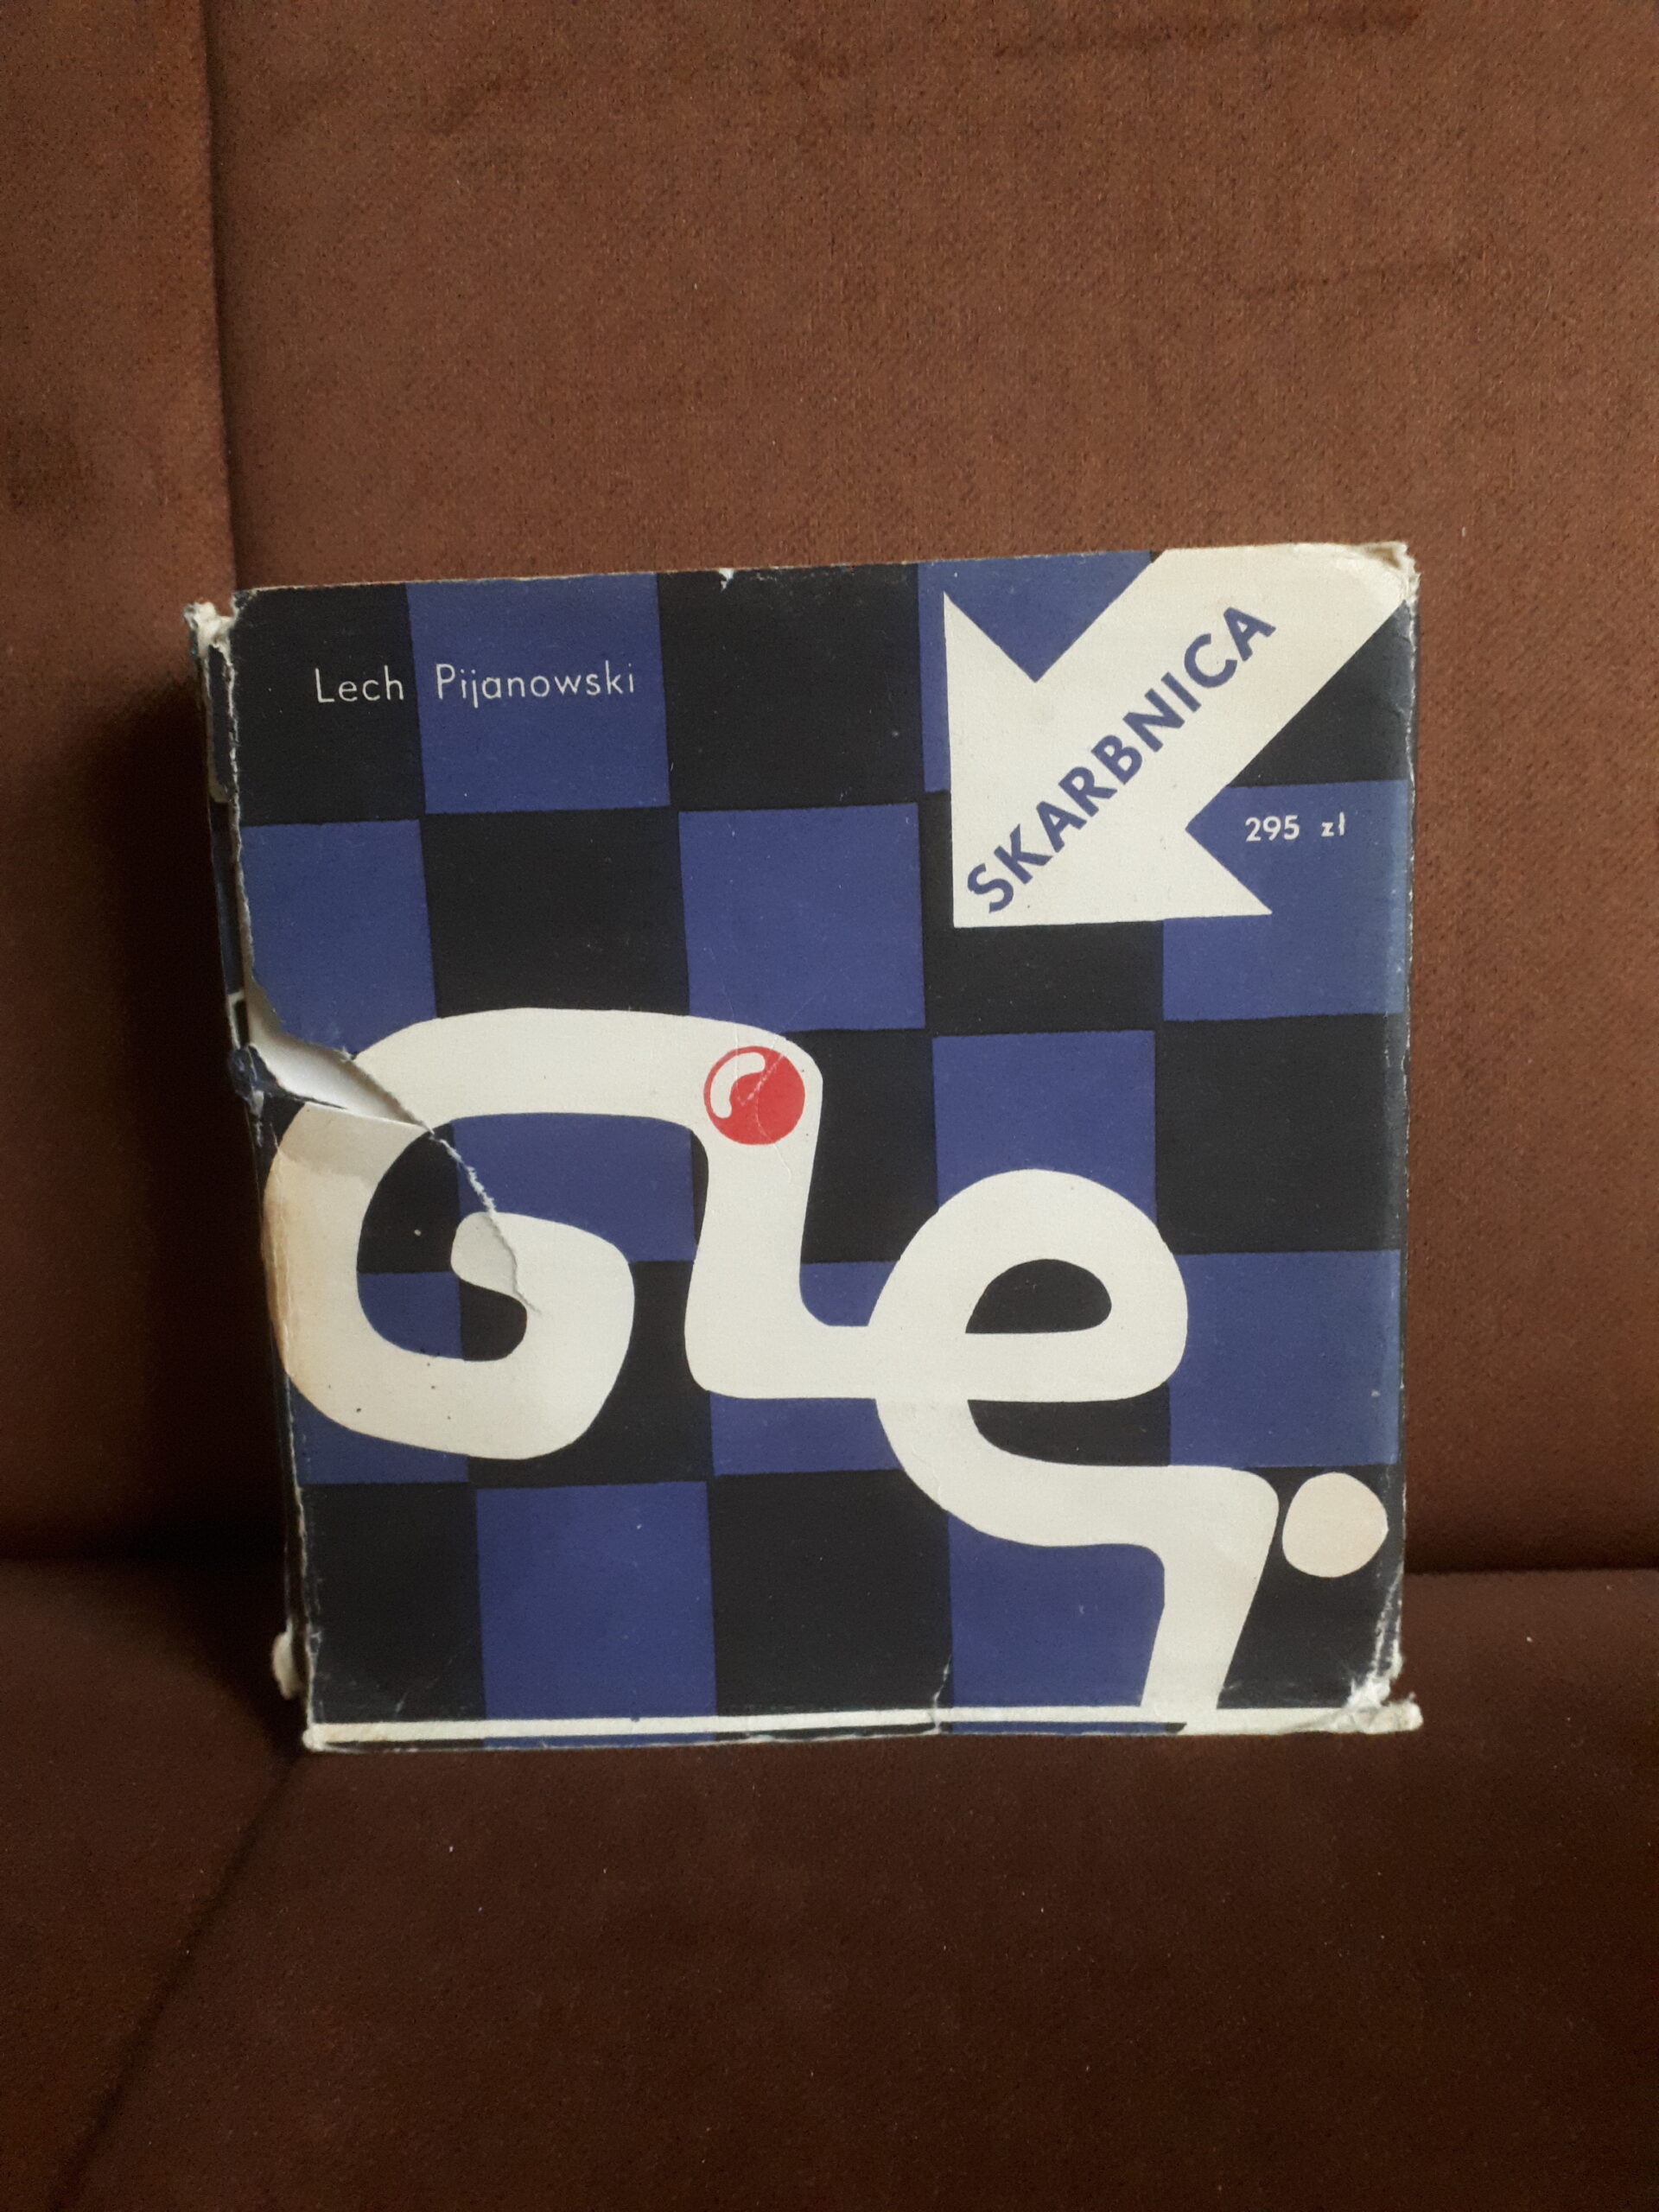 Lech Pijanowski
SKARBNICA
295 zł
Gier